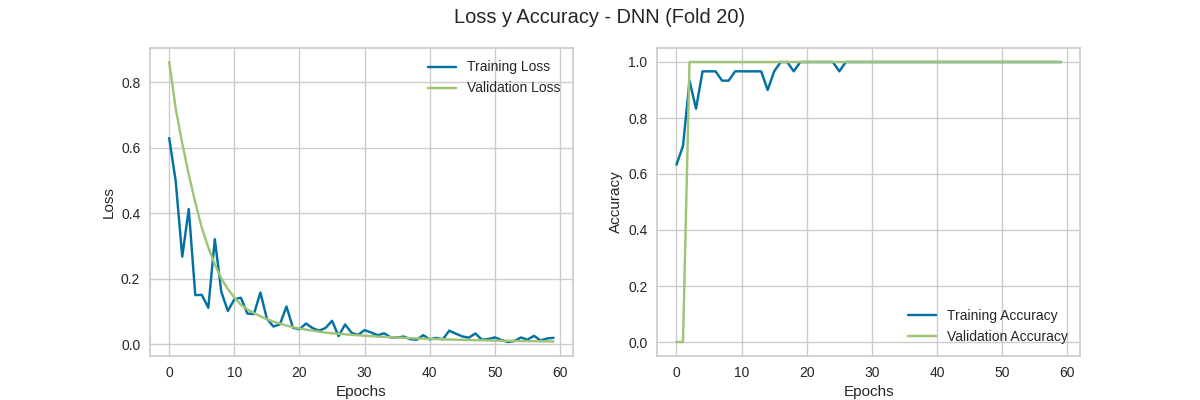 Loss y Accuracy - DNN (Fold 20)
Loss
0.8
0.6
0.4
0.2
0.0
Training Loss
Validation Loss
0 10 20 30 40 50 60
Epochs
Accuracy
1.0
0.8
0.6
0.4
0.2
0.0
Training Accuracy
Validation Accuracy
0 10 20 30 40 50 60
Epochs